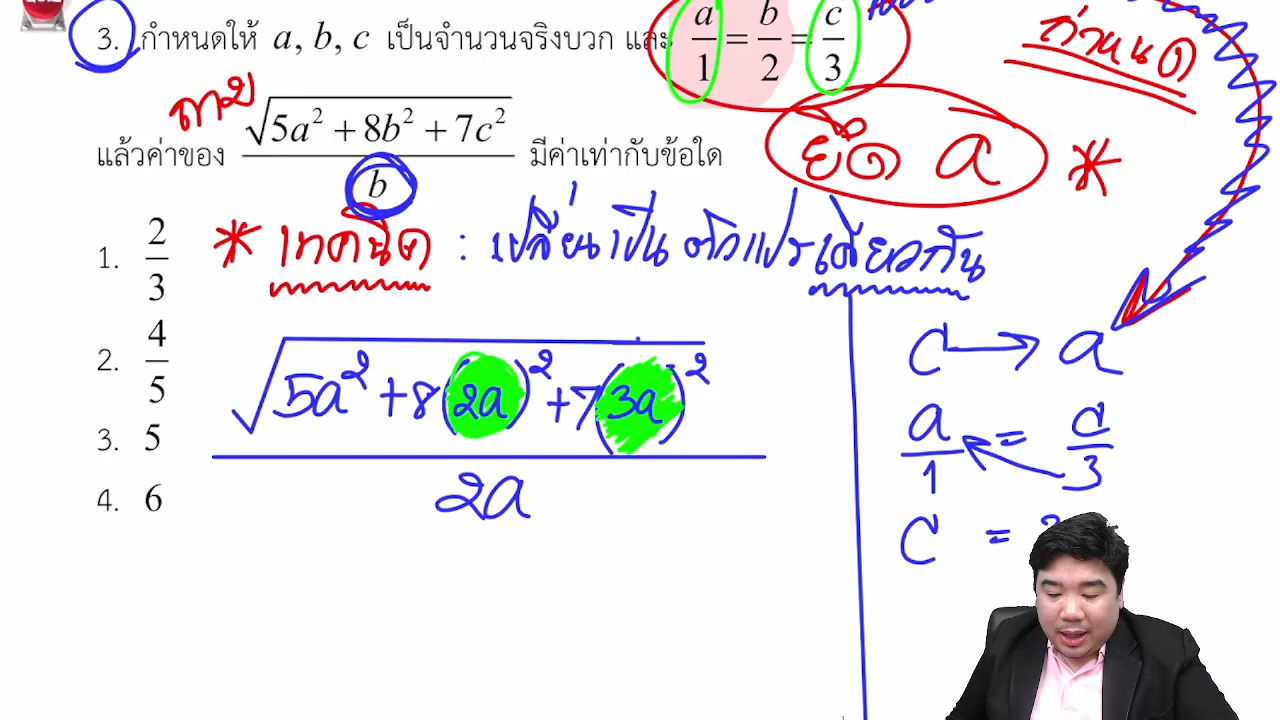 3. กำหนดให้ a, b, c เป็นจำนวนจริงบวก และ a/1 = b/2 = c/3
กำหนด
ถาม
แล้วค่าของ √(5a² + 8b² + 7c²)/b มีค่าเท่ากับข้อใด
ยึด a *
1. 2/3
2. 4/5
3. 5
4. 6
* เทคนิค : เปลี่ยนเป็น ตัวแปรเดียวกัน
√(5a² + 8(2a)² + 7(3a)²)/2a
c → a
a/1 = c/3
c =